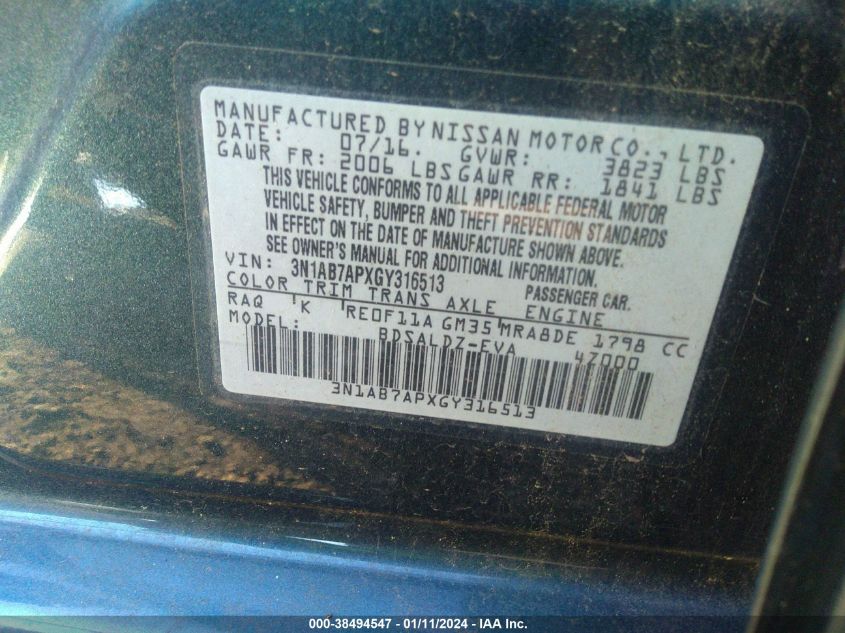 MANUFACTURED BY NISSAN MOTOR CO., LTD.
DATE: 07/16. GVWR: 3823 LBS
GAWR FR: 2006 LBS GAWR RR: 1841 LBS
THIS VEHICLE CONFORMS TO ALL APPLICABLE FEDERAL MOTOR
VEHICLE SAFETY, BUMPER AND THEFT PREVENTION STANDARDS
IN EFFECT ON THE DATE OF MANUFACTURE SHOWN ABOVE.
SEE OWNER'S MANUAL FOR ADDITIONAL INFORMATION.
VIN: 3N1AB7APXGY316513 PASSENGER CAR.
COLOR TRIM TRANS AXLE ENGINE
RAQ K RE0F11A GM35 MRA8DE 1798 CC
MODEL: BDSALDZ-EVA 4Z000
3N1AB7APXGY316513
000-38494547 - 01/11/2024 - IAA Inc.